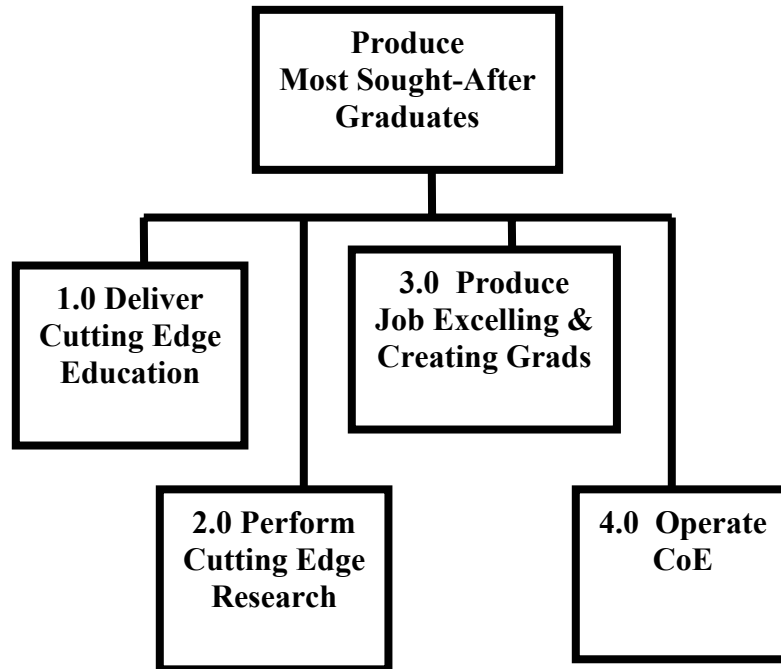 Produce
Most Sought-After
Graduates
1.0 Deliver
Cutting Edge
Education
2.0 Perform
Cutting Edge
Research
3.0 Produce
Job Excelling &
Creating Grads
4.0 Operate
CoE